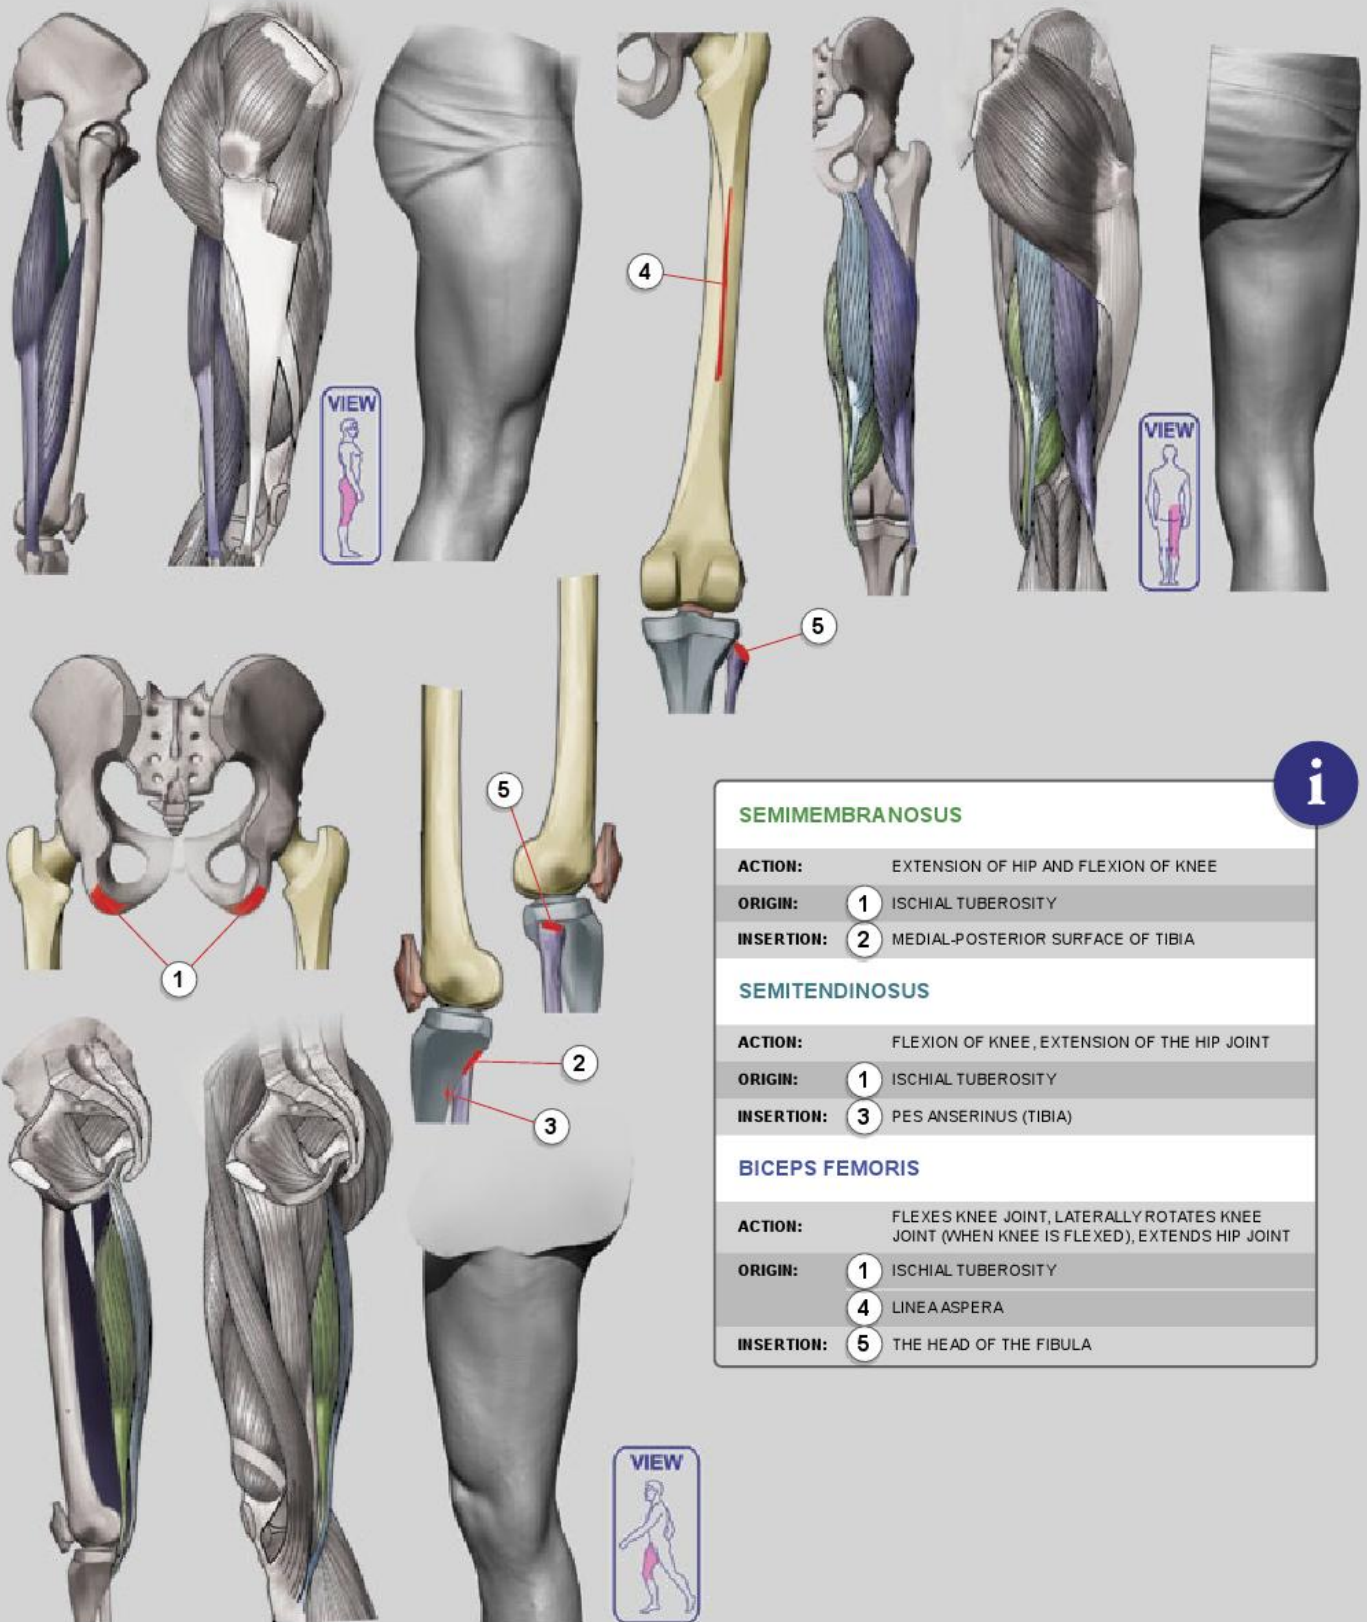 VIEW
4
VIEW
5
5
1
2
3
i
SEMIMEMBRANOSUS
ACTION: EXTENSION OF HIP AND FLEXION OF KNEE
ORIGIN: 1 ISCHIAL TUBEROSITY
INSERTION: 2 MEDIAL-POSTERIOR SURFACE OF TIBIA
SEMITENDINOSUS
ACTION: FLEXION OF KNEE, EXTENSION OF THE HIP JOINT
ORIGIN: 1 ISCHIAL TUBEROSITY
INSERTION: 3 PES ANSERINUS (TIBIA)
BICEPS FEMORIS
ACTION: FLEXES KNEE JOINT, LATERALLY ROTATES KNEE
JOINT (WHEN KNEE IS FLEXED), EXTENDS HIP JOINT
ORIGIN: 1 ISCHIAL TUBEROSITY
4 LINEA ASPERA
INSERTION: 5 THE HEAD OF THE FIBULA
VIEW